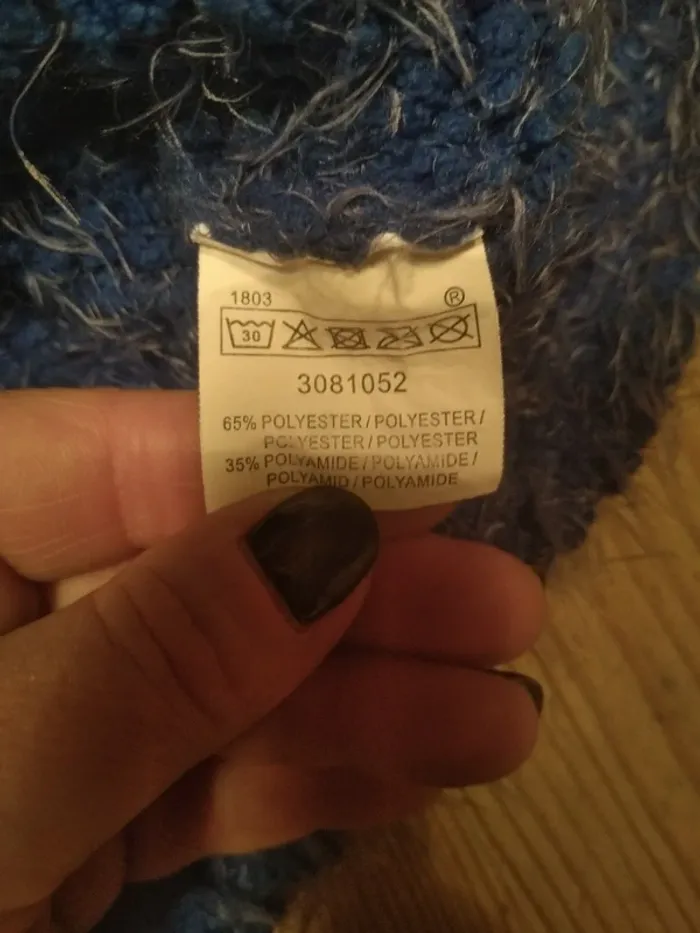 1803 ®
30
3081052
65% POLYESTER/POLYESTER/
POLYESTER/POLYESTER
35% POLYAMIDE/POLYAMIDE/
POLYAMID/POLYAMIDE